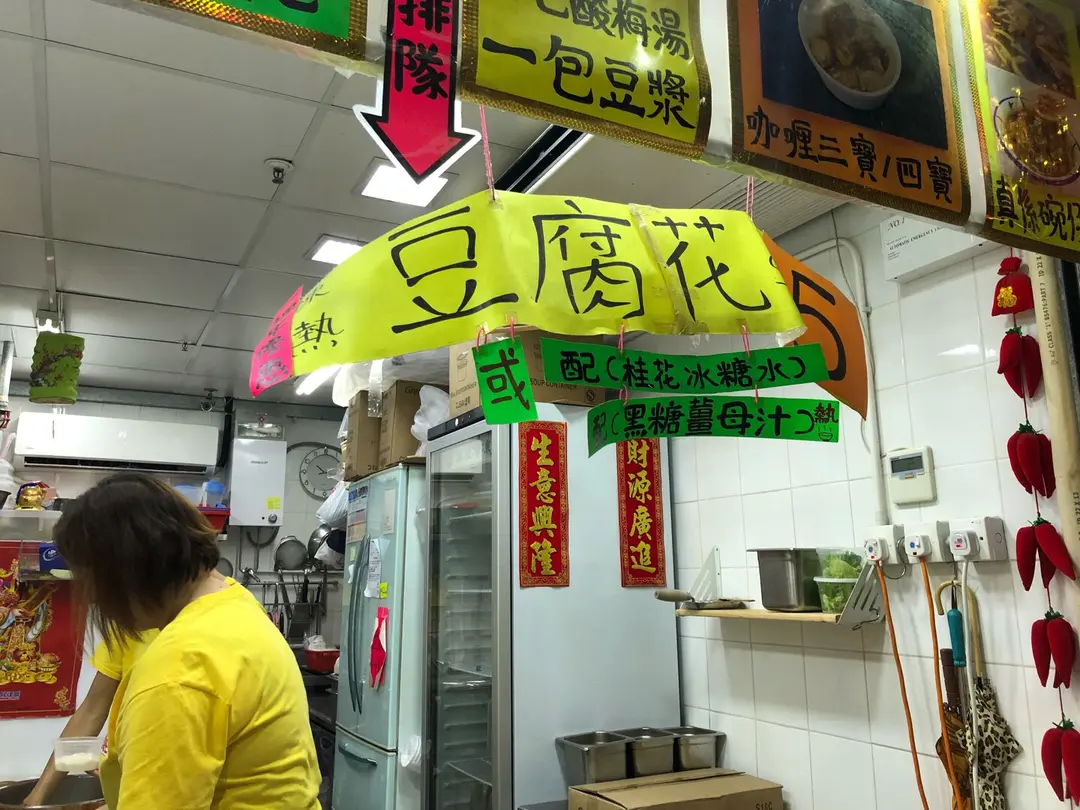 排隊
酸梅湯
一包豆漿
咖喱三寶/四寶
真係碗仔
熱
豆腐花
5
或
配(桂花冰糖水)
配(黑糖薑母汁)熱
生意興隆
財源廣進